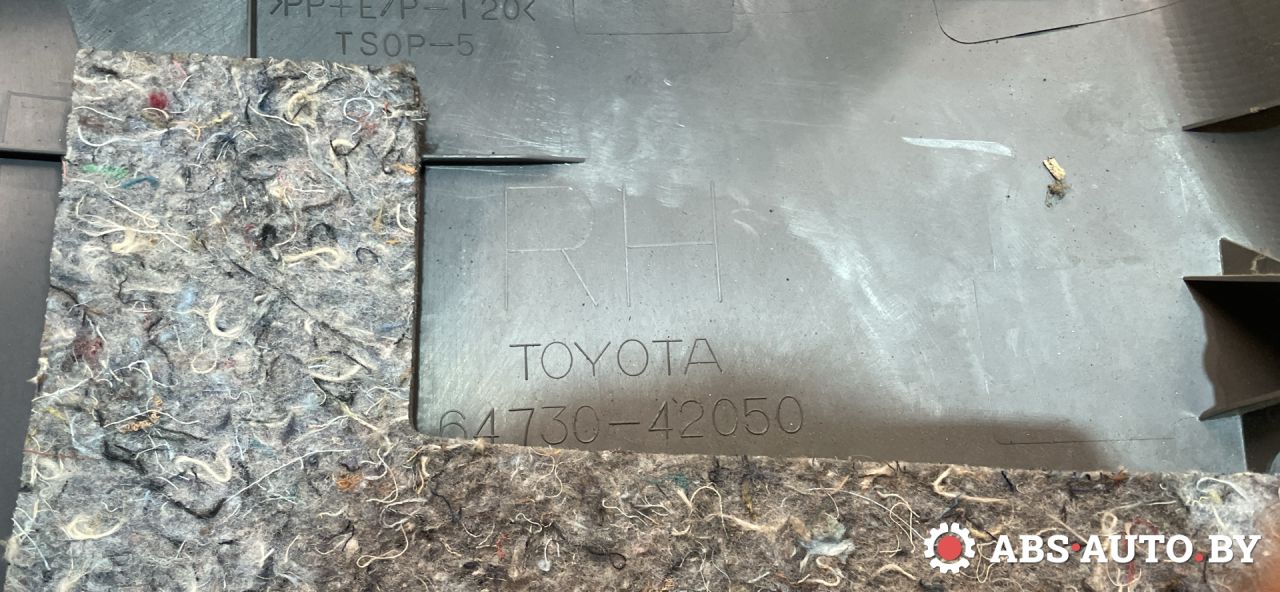 >PP+E/P-T20<
TSOP-5
RH
TOYOTA
64730-42050
ABS·AUTO.BY